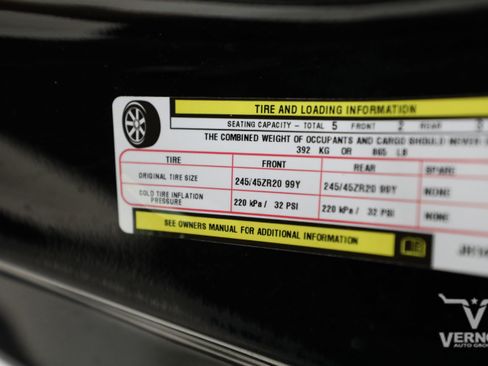 TIRE AND LOADING INFORMATION
SEATING CAPACITY - TOTAL 5 FRONT 2 REAR
THE COMBINED WEIGHT OF OCCUPANTS AND CARGO SHOULD NEVER
392 KG OR 865 LB
TIRE FRONT REAR SPARE
ORIGINAL TIRE SIZE 245/45ZR20 99Y 245/45ZR20 99Y NONE
COLD TIRE INFLATION PRESSURE 220 kPa / 32 PSI 220 kPa / 32 PSI NONE
SEE OWNERS MANUAL FOR ADDITIONAL INFORMATION
VERNO
AUTO GROU